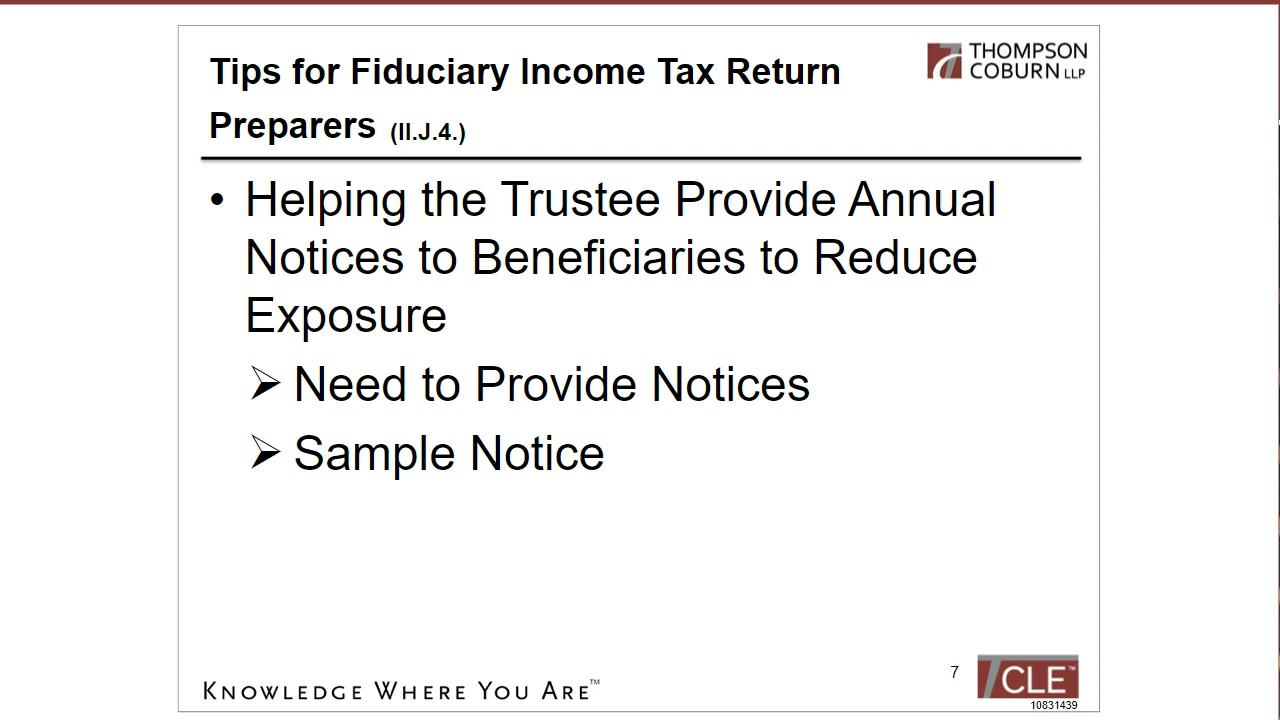 Tips for Fiduciary Income Tax Return
THOMPSON
COBURN LLP
Preparers (II.J.4.)
• Helping the Trustee Provide Annual
Notices to Beneficiaries to Reduce
Exposure
➢ Need to Provide Notices
➢ Sample Notice
KNOWLEDGE WHERE YOU ARE™
7
TCLE™
10831439